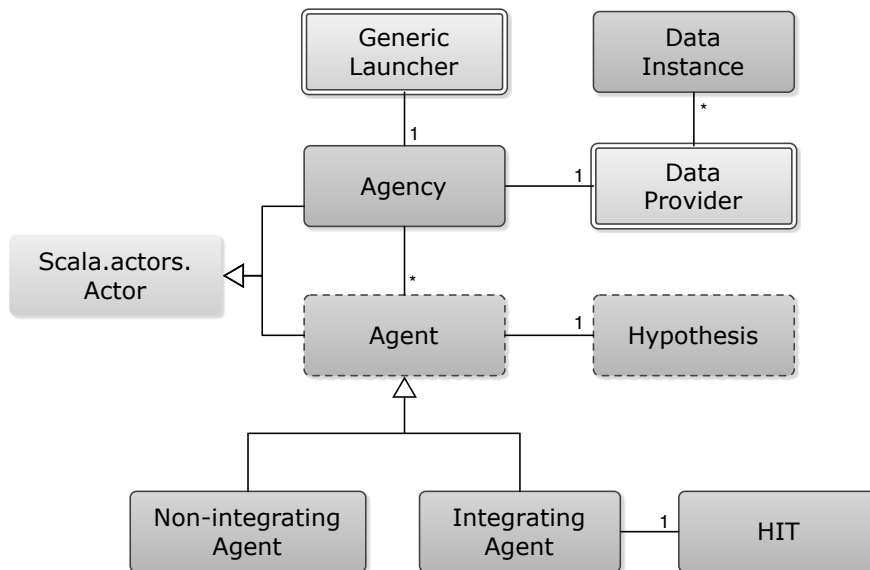 Generic
Launcher
Data
Instance
1
*
Agency
1
Data
Provider
Scala.actors.
Actor
*
Agent
1
Hypothesis
Non-integrating
Agent
Integrating
Agent
1
HIT